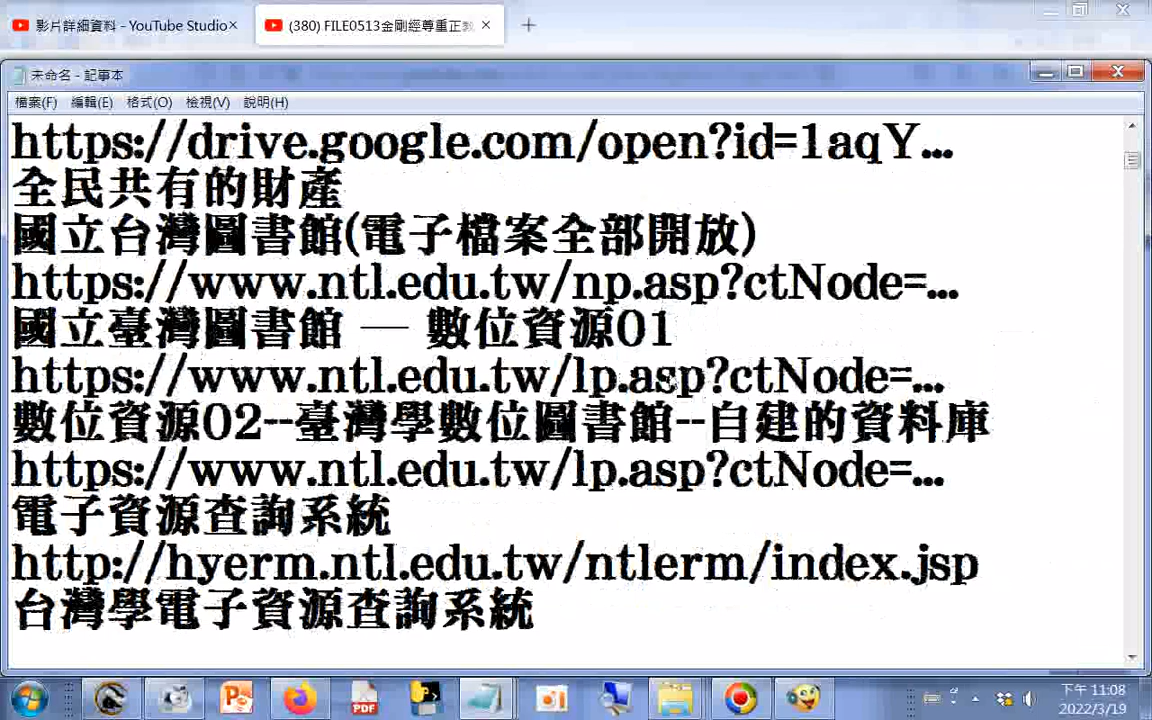 影片詳細資料 - YouTube Studio
(380) FILE0513金剛經尊重正教
未命名 - 記事本
檔案(F) 編輯(E) 格式(O) 檢視(V) 說明(H)
https://drive.google.com/open?id=1aqY...
全民共有的財產
國立台灣圖書館(電子檔案全部開放)
https://www.ntl.edu.tw/np.asp?ctNode=...
國立臺灣圖書館 — 數位資源01
https://www.ntl.edu.tw/lp.asp?ctNode=...
數位資源02--臺灣學數位圖書館--自建的資料庫
https://www.ntl.edu.tw/lp.asp?ctNode=...
電子資源查詢系統
http://hyerm.ntl.edu.tw/ntlerm/index.jsp
台灣學電子資源查詢系統
PDF
下午 11:08
2022/3/19